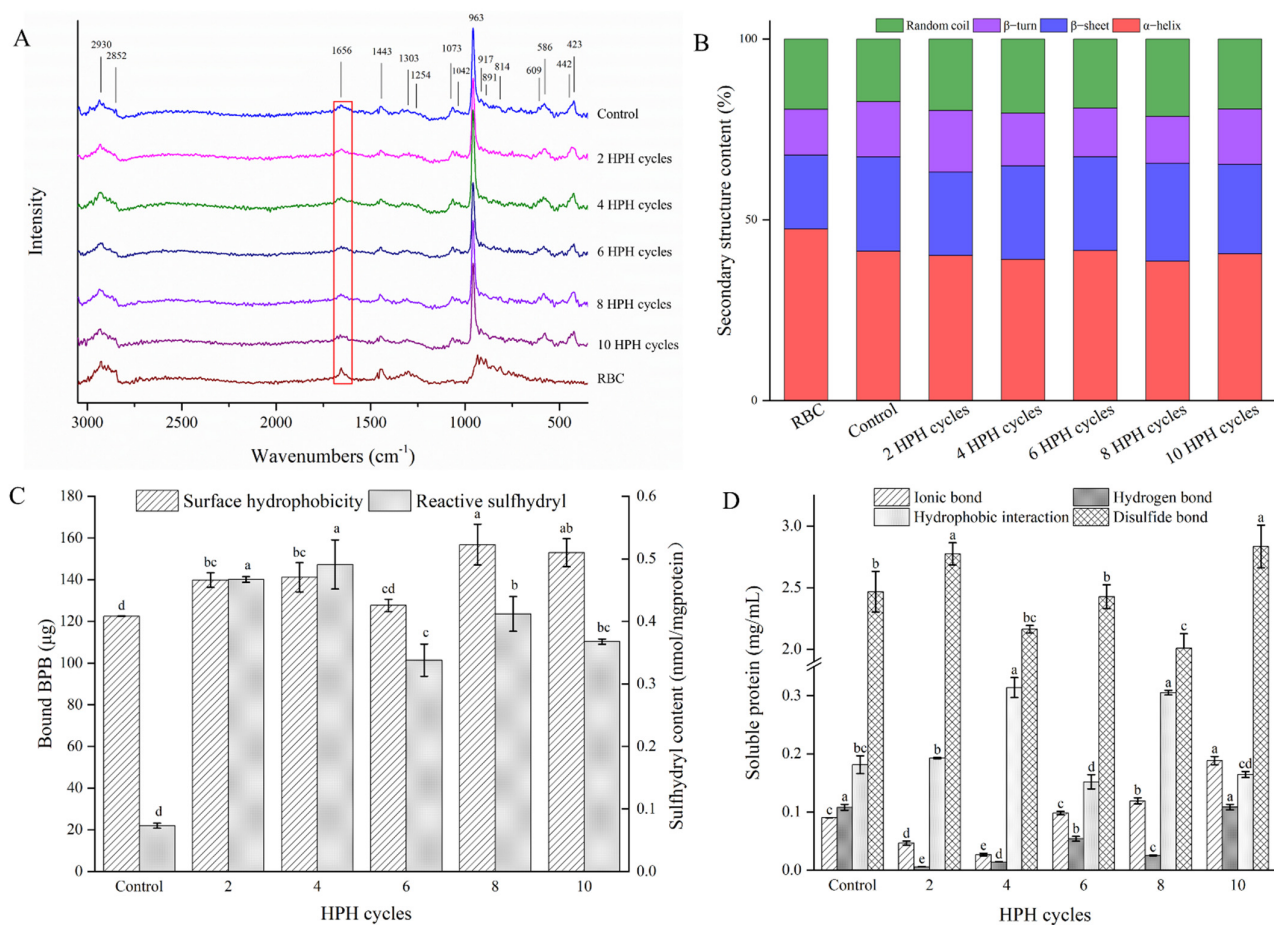 A
963
2930
2852
1656
1443
1303
1254
1073
1042
917
891
814
609
586
442
423
Control
2 HPH cycles
4 HPH cycles
6 HPH cycles
8 HPH cycles
10 HPH cycles
RBC
Intensity
3000 2500 2000 1500 1000 500
Wavenumbers (cm⁻¹)
B
Random coil β-turn β-sheet α-helix
Secondary structure content (%)
100
50
0
RBC Control 2 HPH cycles 4 HPH cycles 6 HPH cycles 8 HPH cycles 10 HPH cycles
C
Surface hydrophobicity Reactive sulfhydryl
Bound BPB (μg)
180
160
140
120
100
80
60
40
20
0
Sulfhydryl content (nmol/mgprotein)
0.6
0.5
0.4
0.3
0.2
0.1
0.0
d d bc a bc a cd c a b ab bc
Control 2 4 6 8 10
HPH cycles
D
Ionic bond Hydrogen bond
Hydrophobic interaction Disulfide bond
Soluble protein (mg/mL)
3.0
2.5
2.0
0.3
0.2
0.1
0.0
c a bc b d e b a e d a bc c b d b b c a c a a cd a
Control 2 4 6 8 10
HPH cycles